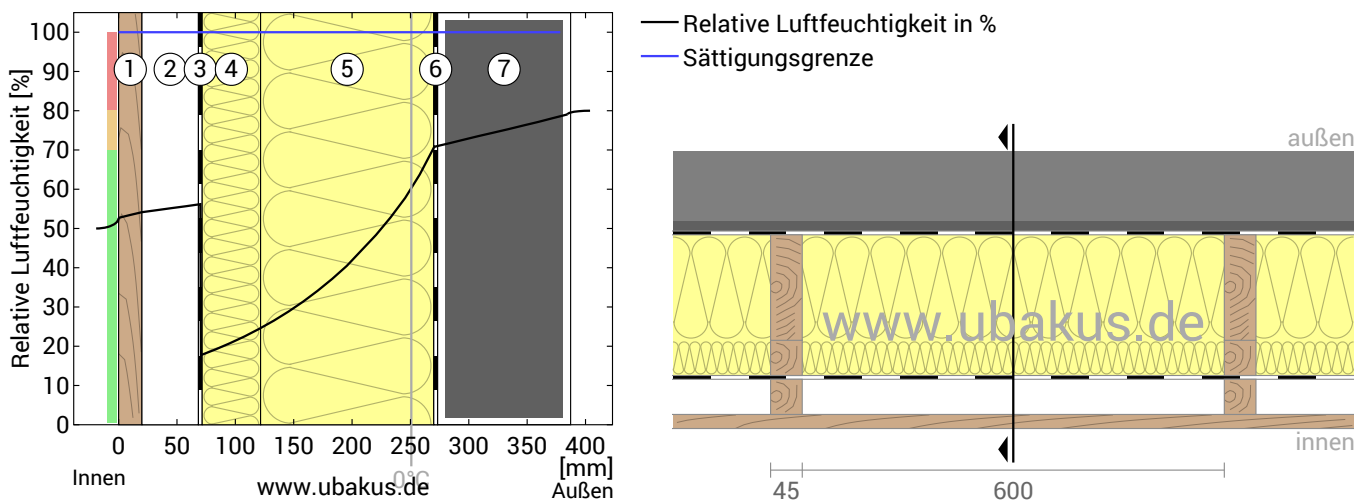 Relative Luftfeuchtigkeit [%]
100
90
80
70
60
50
40
30
20
10
0
1 2 3 4 5 6 7
0 50 100 150 200 250 300 350 400
[mm]
0°C
Innen
www.ubakus.de
Außen
Relative Luftfeuchtigkeit in %
Sättigungsgrenze
außen
www.ubakus.de
innen
45 600